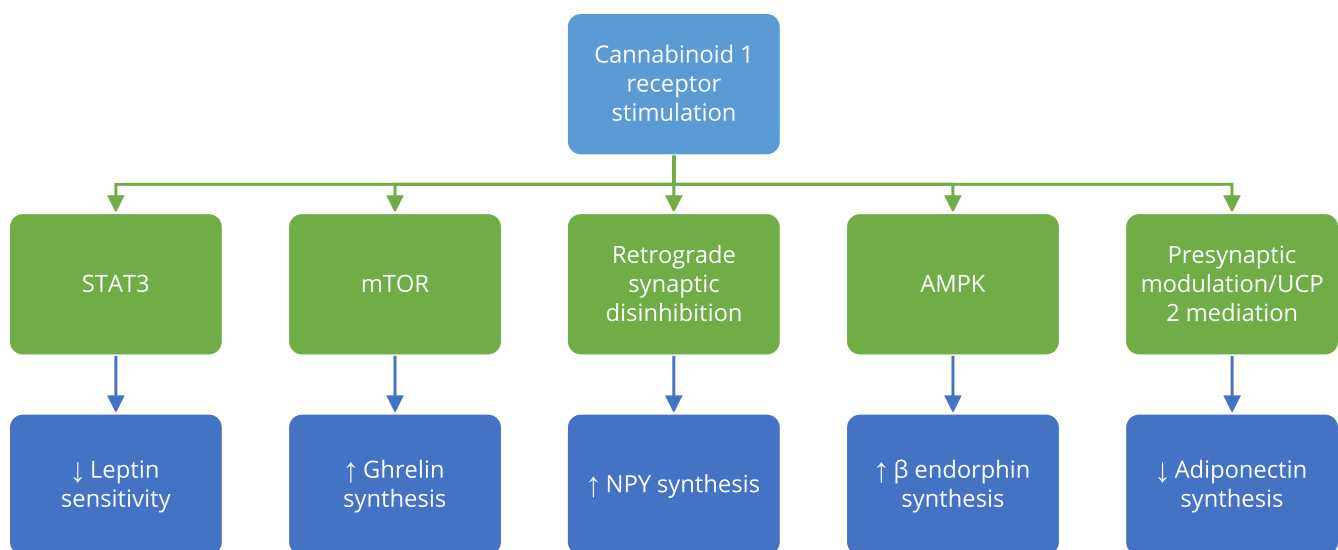 Cannabinoid 1
receptor
stimulation
STAT3
mTOR
Retrograde
synaptic
disinhibition
AMPK
Presynaptic
modulation/UCP
2 mediation
↓ Leptin
sensitivity
↑ Ghrelin
synthesis
↑ NPY synthesis
↑ β endorphin
synthesis
↓ Adiponectin
synthesis